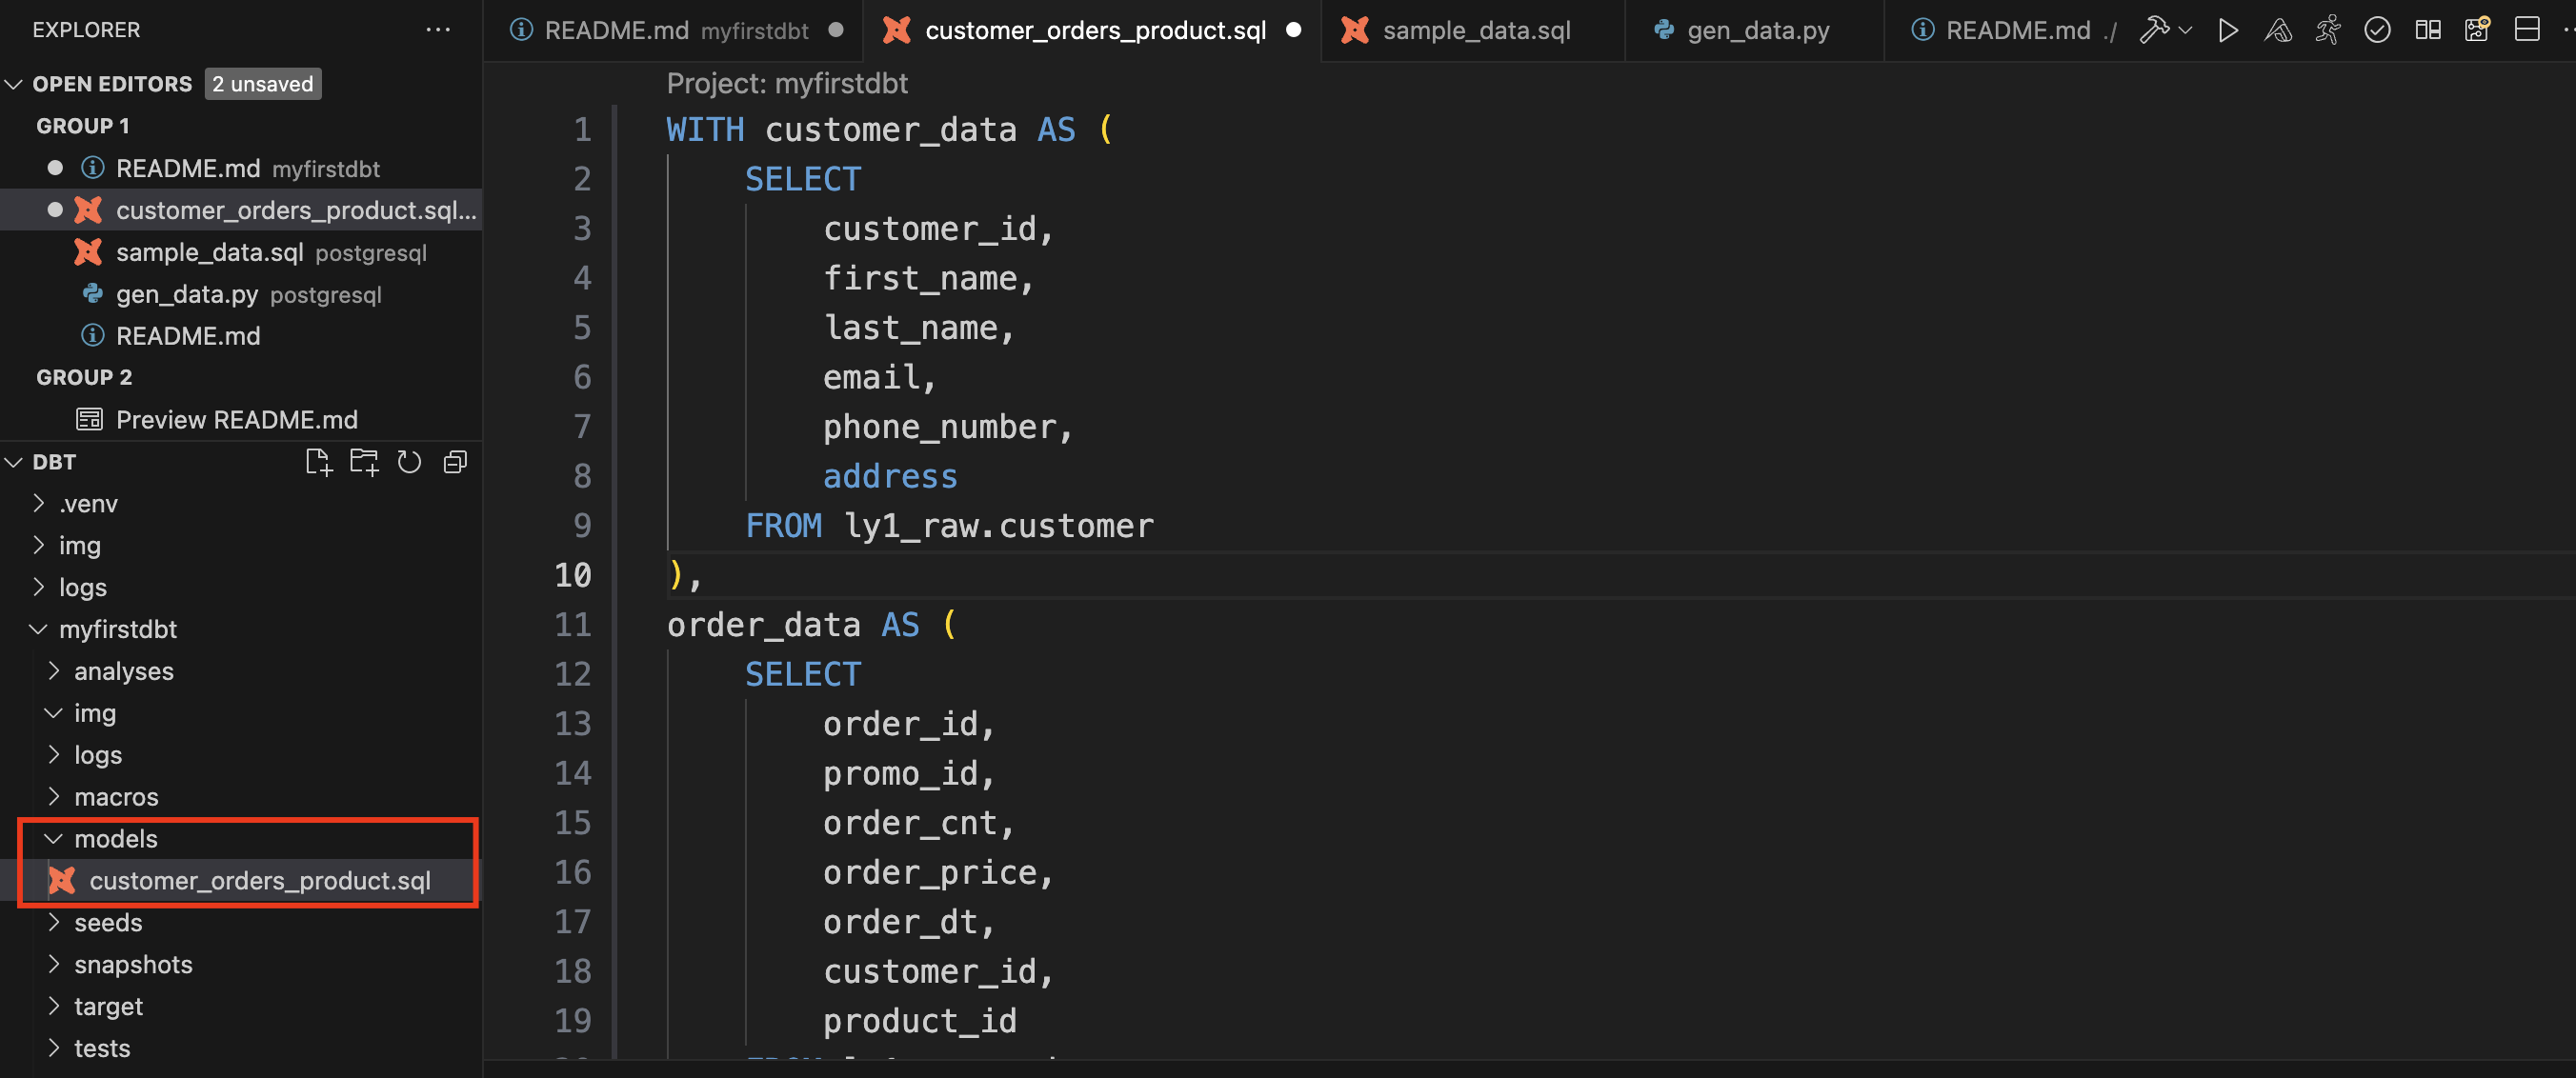 EXPLORER
OPEN EDITORS 2 unsaved
GROUP 1
README.md myfirstdbt
customer_orders_product.sql...
sample_data.sql postgresql
gen_data.py postgresql
README.md
GROUP 2
Preview README.md
DBT
.venv
img
logs
myfirstdbt
analyses
img
logs
macros
models
customer_orders_product.sql
seeds
snapshots
target
tests
README.md myfirstdbt
customer_orders_product.sql
sample_data.sql
gen_data.py
README.md ./
Project: myfirstdbt
1 WITH customer_data AS (
2 SELECT
3 customer_id,
4 first_name,
5 last_name,
6 email,
7 phone_number,
8 address
9 FROM ly1_raw.customer
10 ),
11 order_data AS (
12 SELECT
13 order_id,
14 promo_id,
15 order_cnt,
16 order_price,
17 order_dt,
18 customer_id,
19 product_id